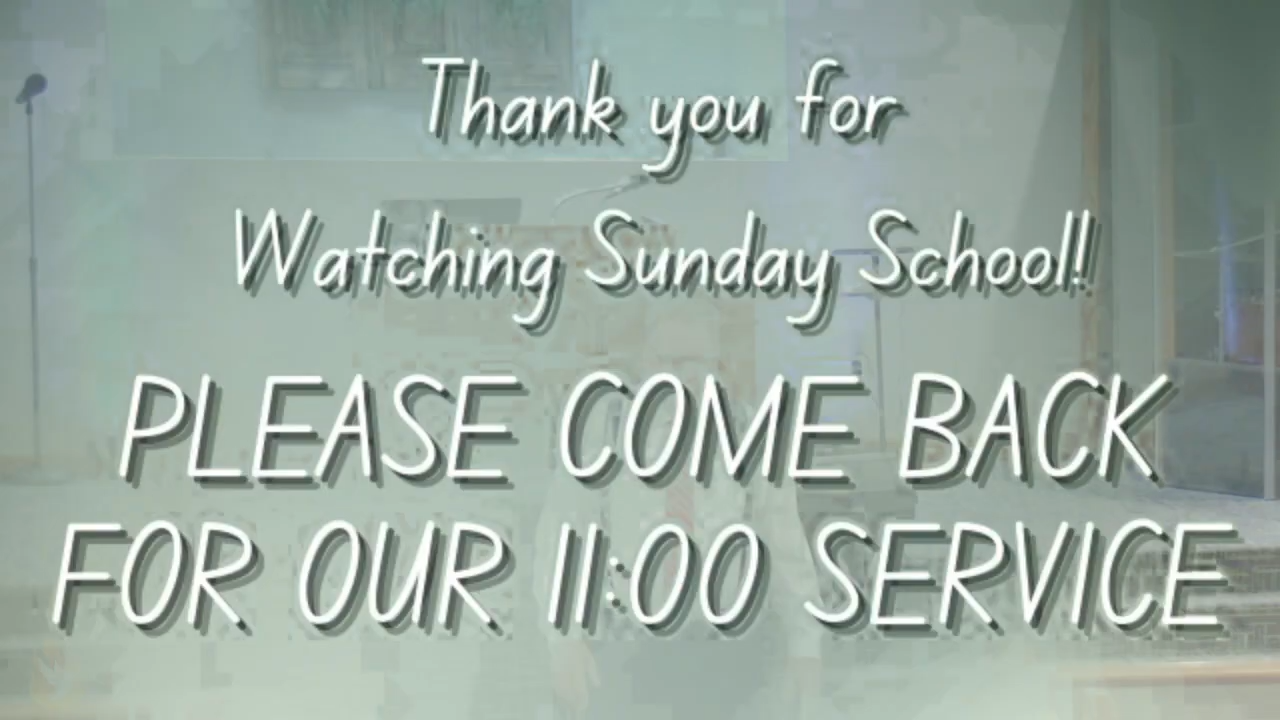 Thank you for
Watching Sunday School!
PLEASE COME BACK
FOR OUR 11:00 SERVICE